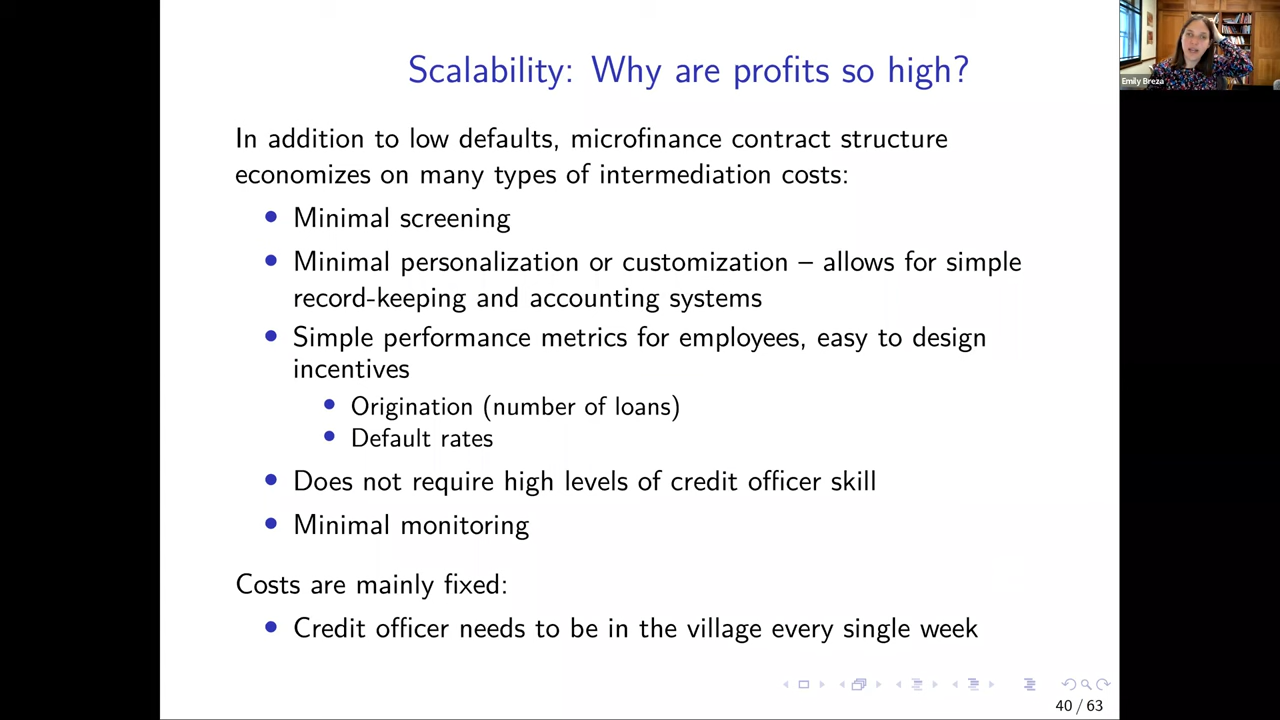 Scalability: Why are profits so high?
Emily Breza
In addition to low defaults, microfinance contract structure
economizes on many types of intermediation costs:
• Minimal screening
• Minimal personalization or customization – allows for simple
record-keeping and accounting systems
• Simple performance metrics for employees, easy to design
incentives
• Origination (number of loans)
• Default rates
• Does not require high levels of credit officer skill
• Minimal monitoring
Costs are mainly fixed:
• Credit officer needs to be in the village every single week
40 / 63